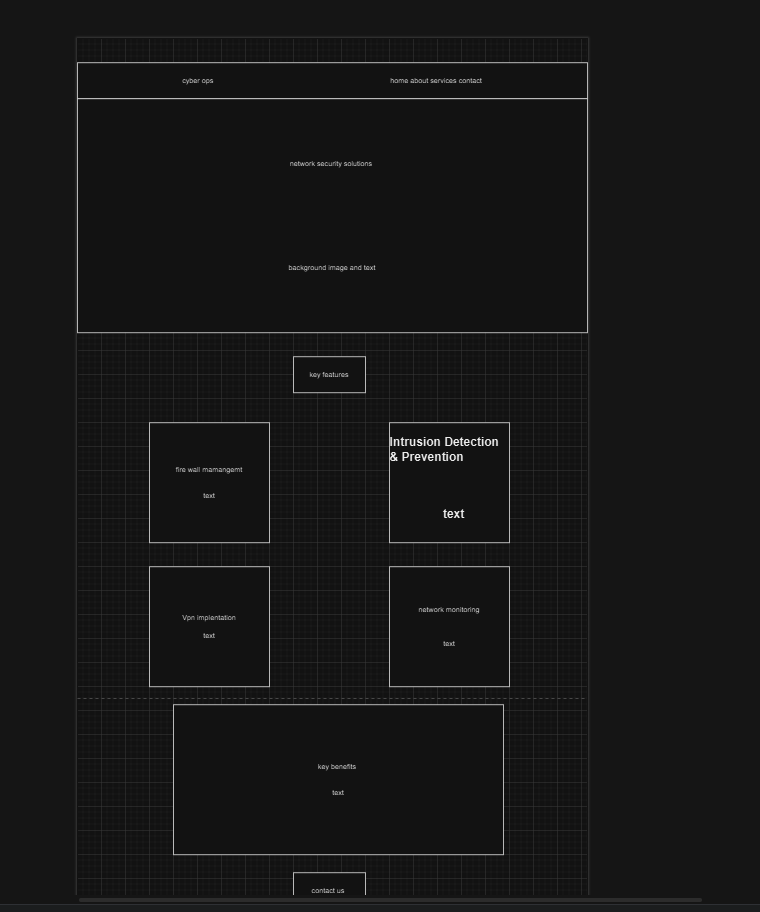 cyber ops
home about services contact
network security solutions
background image and text
key features
fire wall mamangemt
text
Intrusion Detection
& Prevention
text
Vpn implentation
text
network monitoring
text
key benefits
text
contact us